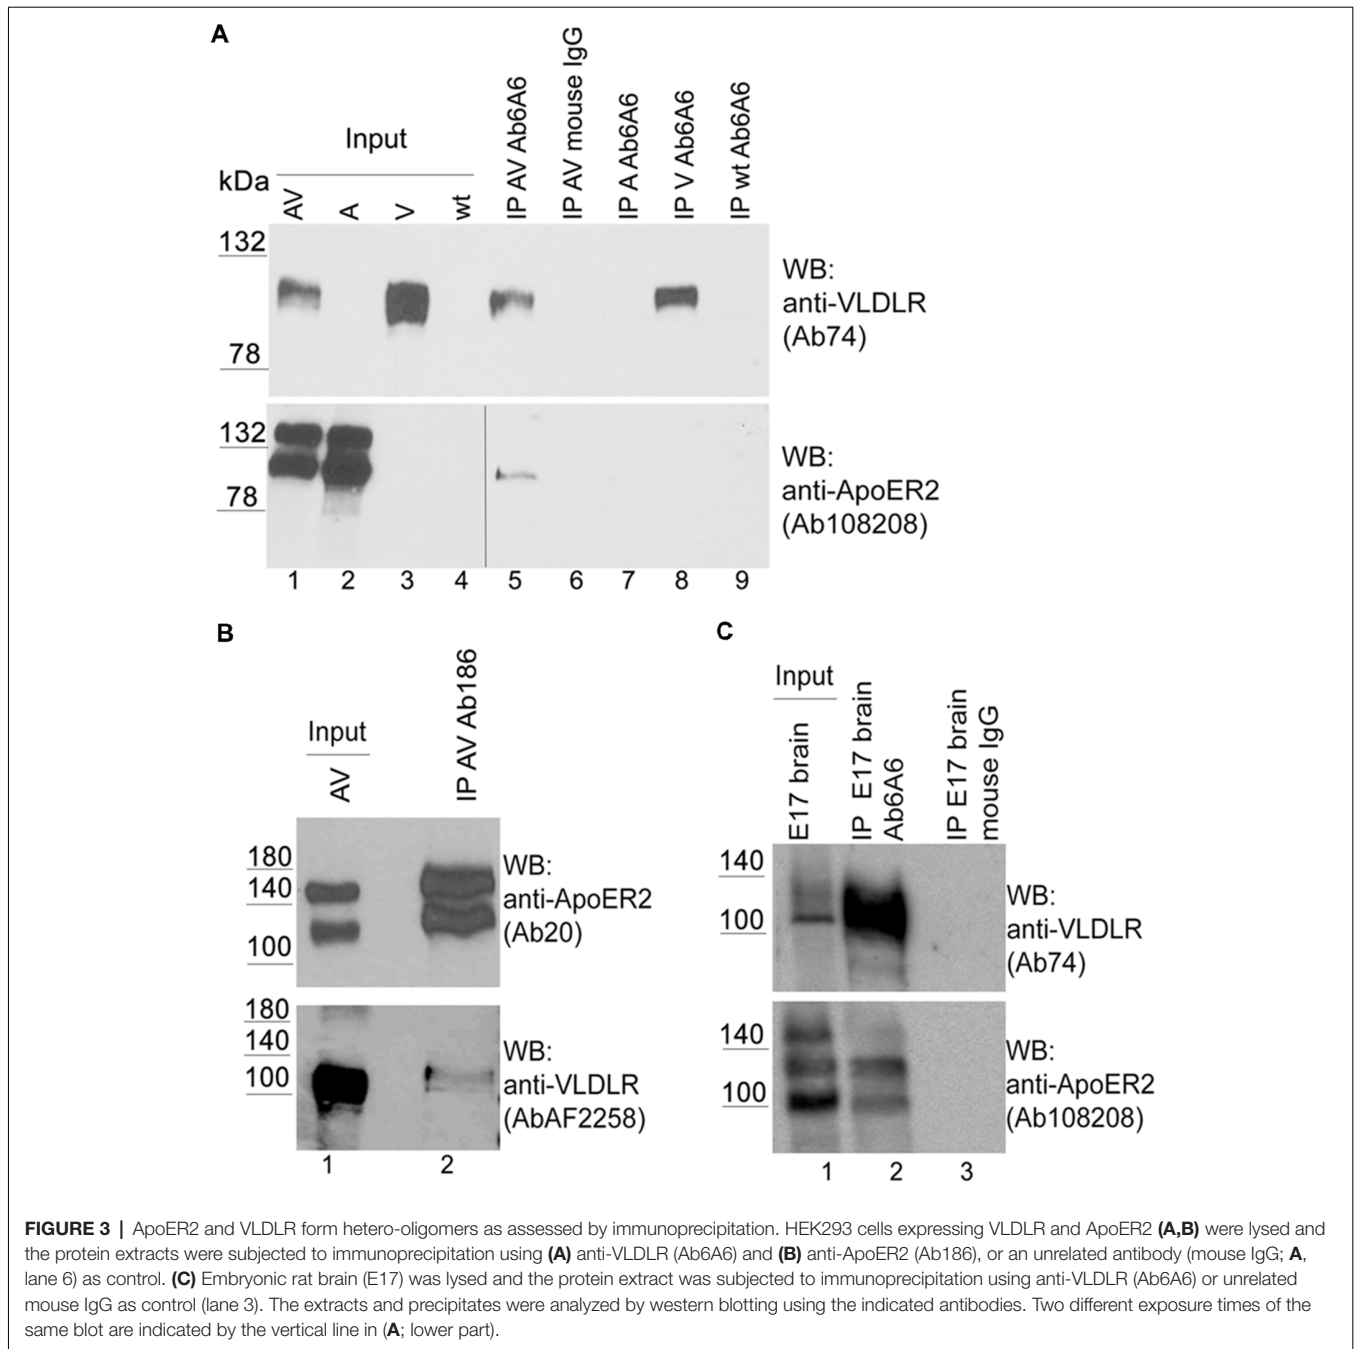 A
Input
kDa
AV
A
V
wt
IP AV Ab6A6
IP AV mouse IgG
IP A Ab6A6
IP V Ab6A6
IP wt Ab6A6
132
78
WB:
anti-VLDLR
(Ab74)
132
78
WB:
anti-ApoER2
(Ab108208)
1 2 3 4 5 6 7 8 9
B
Input
AV
IP AV Ab186
180
140
100
WB:
anti-ApoER2
(Ab20)
180
140
100
WB:
anti-VLDLR
(AbAF2258)
1 2
C
Input
E17 brain
IP E17 brain
Ab6A6
IP E17 brain
mouse IgG
140
100
WB:
anti-VLDLR
(Ab74)
140
100
WB:
anti-ApoER2
(Ab108208)
1 2 3
FIGURE 3 | ApoER2 and VLDLR form hetero-oligomers as assessed by immunoprecipitation. HEK293 cells expressing VLDLR and ApoER2 (A,B) were lysed and
the protein extracts were subjected to immunoprecipitation using (A) anti-VLDLR (Ab6A6) and (B) anti-ApoER2 (Ab186), or an unrelated antibody (mouse IgG; A,
lane 6) as control. (C) Embryonic rat brain (E17) was lysed and the protein extract was subjected to immunoprecipitation using anti-VLDLR (Ab6A6) or unrelated
mouse IgG as control (lane 3). The extracts and precipitates were analyzed by western blotting using the indicated antibodies. Two different exposure times of the
same blot are indicated by the vertical line in (A; lower part).